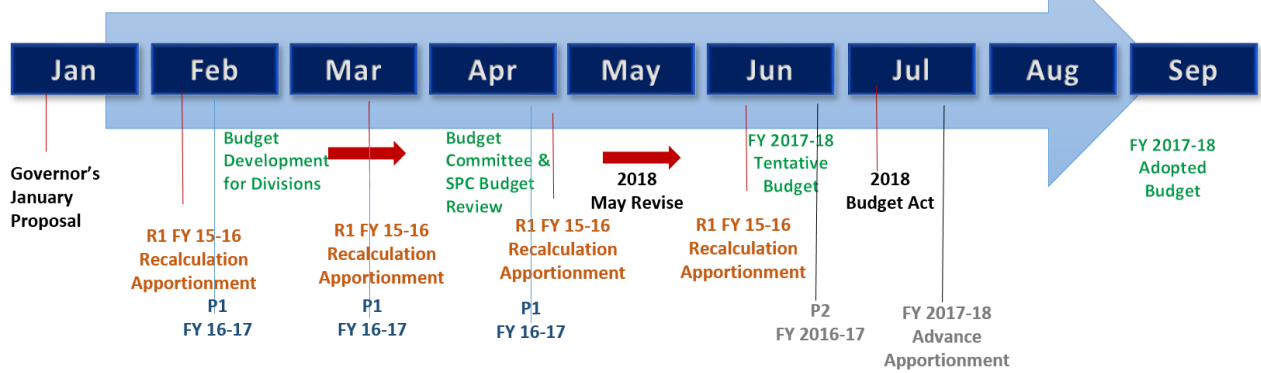 Jan
Feb
Mar
Apr
May
Jun
Jul
Aug
Sep
Governor's
January
Proposal
Budget
Development
for Divisions
Budget
Committee &
SPC Budget
Review
2018
May Revise
FY 2017-18
Tentative
Budget
2018
Budget Act
FY 2017-18
Adopted
Budget
R1 FY 15-16
Recalculation
Apportionment
R1 FY 15-16
Recalculation
Apportionment
R1 FY 15-16
Recalculation
Apportionment
R1 FY 15-16
Recalculation
Apportionment
P1
FY 16-17
P1
FY 16-17
P1
FY 16-17
P2
FY 2016-17
FY 2017-18
Advance
Apportionment